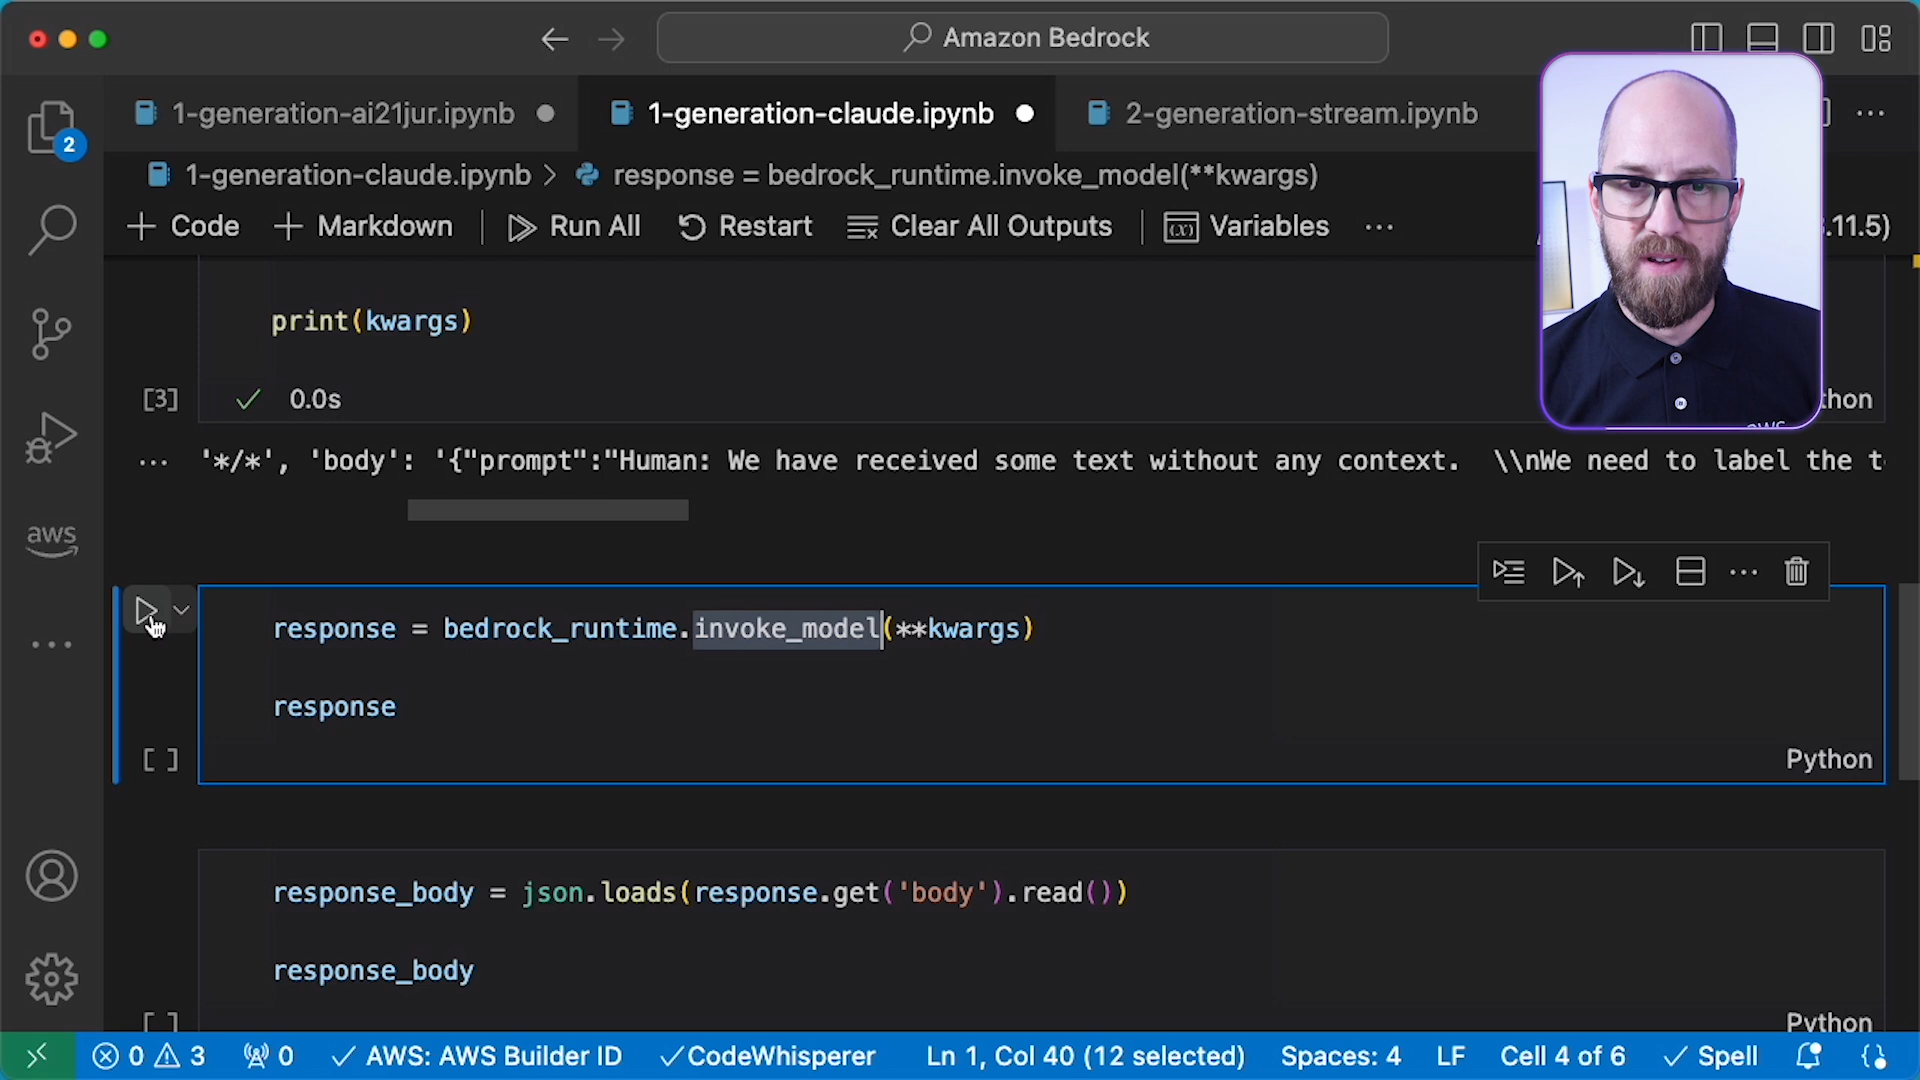 Amazon Bedrock
1-generation-ai21jur.ipynb
1-generation-claude.ipynb
2-generation-stream.ipynb
1-generation-claude.ipynb > response = bedrock_runtime.invoke_model(**kwargs)
Code
Markdown
Run All
Restart
Clear All Outputs
Variables
.11.5)
print(kwargs)
[3]
0.0s
aws
'*/*', 'body': '{"prompt":"Human: We have received some text without any context.  \\nWe need to label the t
aws
response = bedrock_runtime.invoke_model(**kwargs)
response
[ ]
Python
response_body = json.loads(response.get('body').read())
response_body
[ ]
Python
2
0
3
0
AWS: AWS Builder ID
CodeWhisperer
Ln 1, Col 40 (12 selected)
Spaces: 4
LF
Cell 4 of 6
Spell